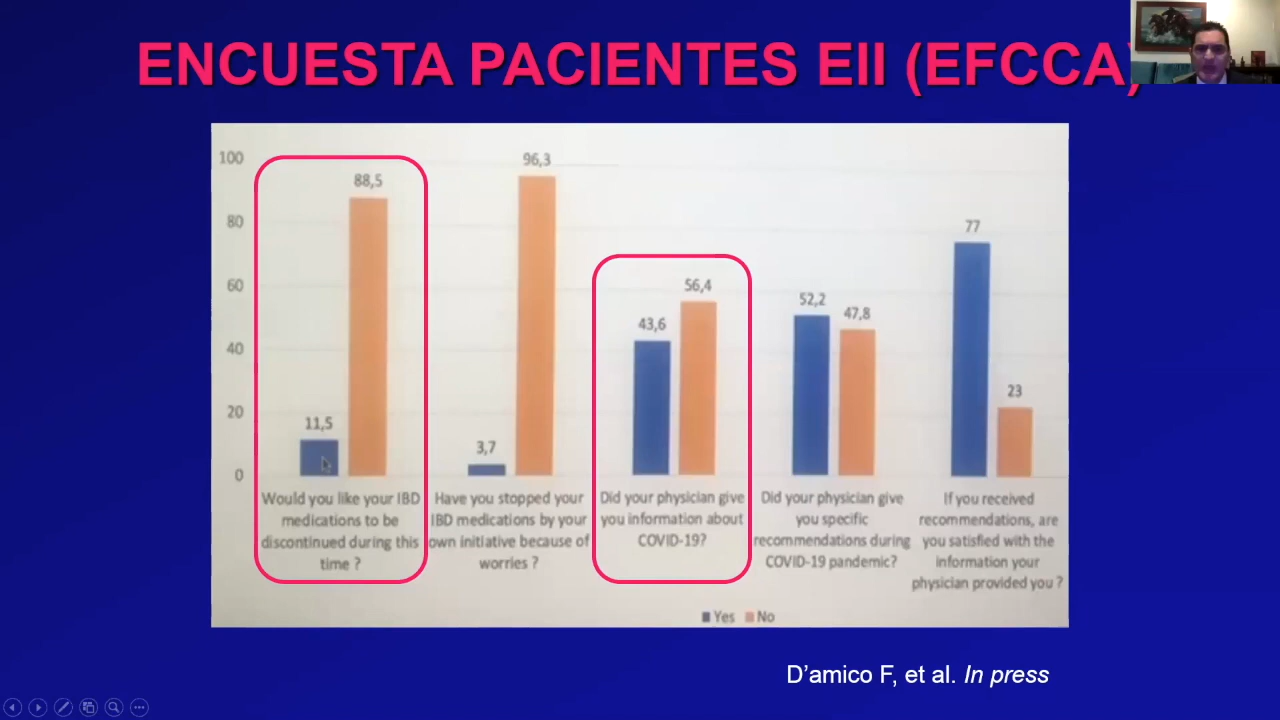 ENCUESTA PACIENTES EII (EFCCA)
100
80
60
40
20
0
88,5
11,5
96,3
3,7
43,6
56,4
52,2
47,8
77
23
Would you like your IBD
medications to be
discontinued during this
time ?
Have you stopped your
IBD medications by your
own initiative because of
worries ?
Did your physician give
you information about
COVID-19?
Did your physician give
you specific
recommendations during
COVID-19 pandemic?
If you received
recommendations, are
you satisfied with the
information your
physician provided you ?
Yes No
D’amico F, et al. In press